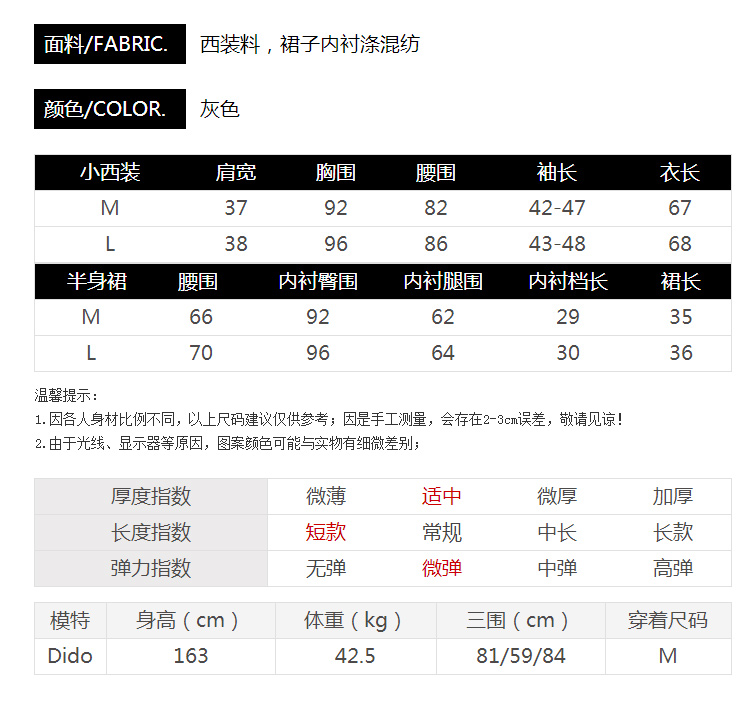 面料/FABRIC. 西装料，裙子内衬涤混纺
颜色/COLOR. 灰色
小西装 肩宽 胸围 腰围 袖长 衣长
M 37 92 82 42-47 67
L 38 96 86 43-48 68
半身裙 腰围 内衬臀围 内衬腿围 内衬档长 裙长
M 66 92 62 29 35
L 70 96 64 30 36
温馨提示：
1.因各人身材比例不同，以上尺码建议仅供参考；因是手工测量，会存在2-3cm误差，敬请见谅！
2.由于光线、显示器等原因，图案颜色可能与实物有细微差别；
厚度指数 微薄 适中 微厚 加厚
长度指数 短款 常规 中长 长款
弹力指数 无弹 微弹 中弹 高弹
模特 身高（cm） 体重（kg） 三围（cm） 穿着尺码
Dido 163 42.5 81/59/84 M